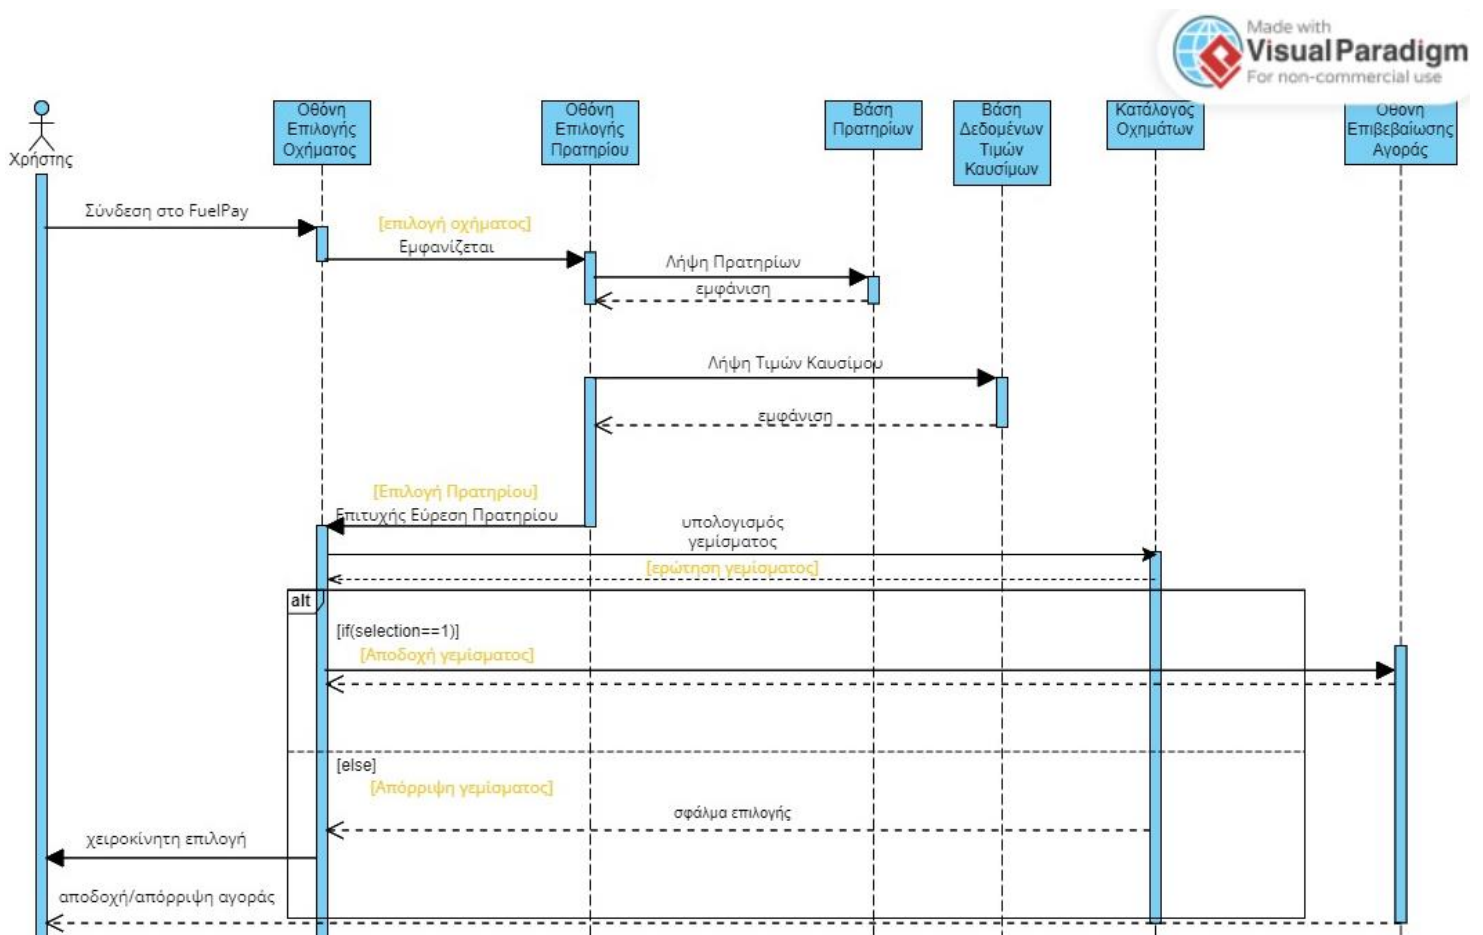 Made with
Visual Paradigm
For non-commercial use
Χρήστης
Οθόνη
Επιλογής
Οχήματος
Οθόνη
Επιλογή
Πρατηρίου
Βάση
Πρατηρίων
Βάση
Δεδομένων
Τιμών
Καυσίμων
Κατάλογος
Οχημάτων
Οθόνη
Επιβεβαίωσης
Αγοράς
Σύνδεση στο FuelPay
[επιλογή οχήματος]
Εμφανίζεται
Λήψη Πρατηρίων
εμφάνιση
Λήψη Τιμών Καυσίμου
εμφάνιση
[Επιλογή Πρατηρίου]
Επιτυχής Εύρεση Πρατηρίου
υπολογισμός
γεμίσματος
[ερώτηση γεμίσματος]
alt
[if(selection==1)]
[Αποδοχή γεμίσματος]
[else]
[Απόρριψη γεμίσματος]
σφάλμα επιλογής
χειροκίνητη επιλογή
αποδοχή/απόρριψη αγοράς